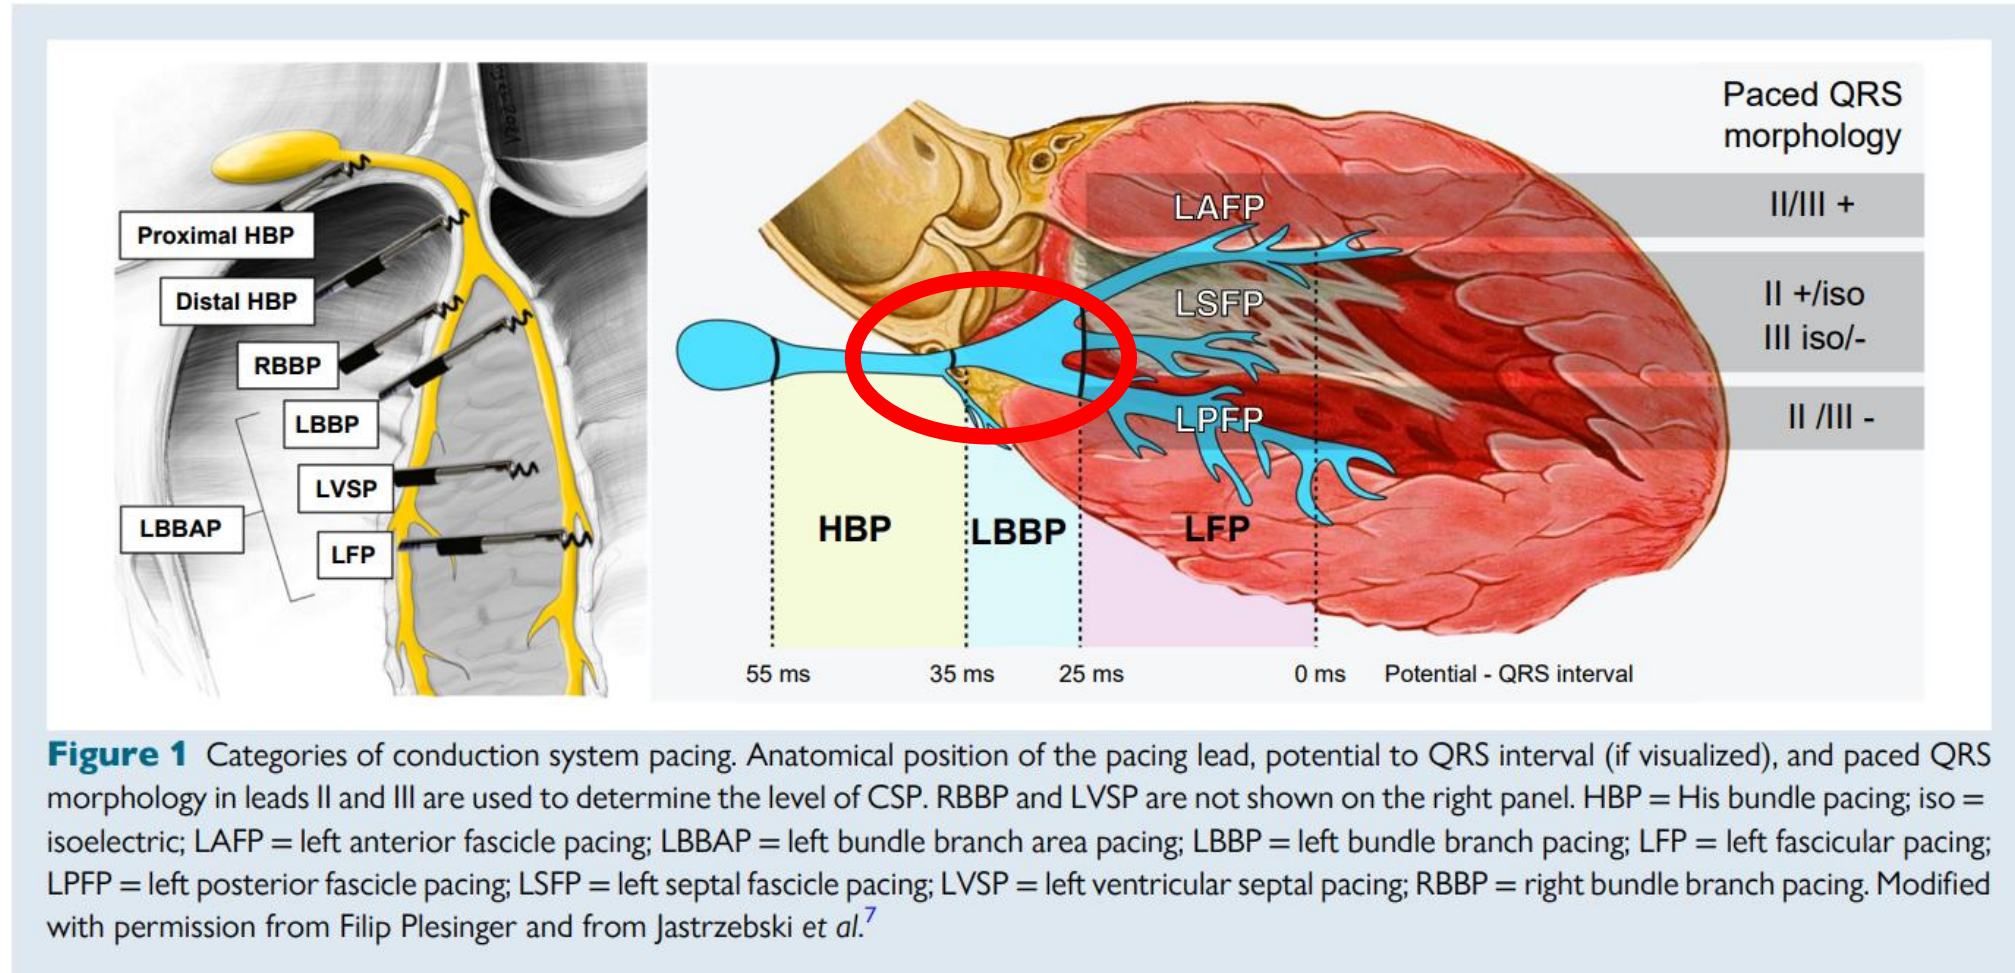 Proximal HBP
Distal HBP
RBBP
LBBP
LVSP
LBBAP
LFP
LAFP
LSFP
LPFP
HBP
LBBP
LFP
55 ms
35 ms
25 ms
0 ms
Potential - QRS interval
Paced QRS
morphology
II/III +
II +/iso
III iso/-
II /III -
Figure 1 Categories of conduction system pacing. Anatomical position of the pacing lead, potential to QRS interval (if visualized), and paced QRS
morphology in leads II and III are used to determine the level of CSP. RBBP and LVSP are not shown on the right panel. HBP = His bundle pacing; iso =
isoelectric; LAFP = left anterior fascicle pacing; LBBAP = left bundle branch area pacing; LBBP = left bundle branch pacing; LFP = left fascicular pacing;
LPFP = left posterior fascicle pacing; LSFP = left septal fascicle pacing; LVSP = left ventricular septal pacing; RBBP = right bundle branch pacing. Modified
with permission from Filip Plesinger and from Jastrzebski et al.7